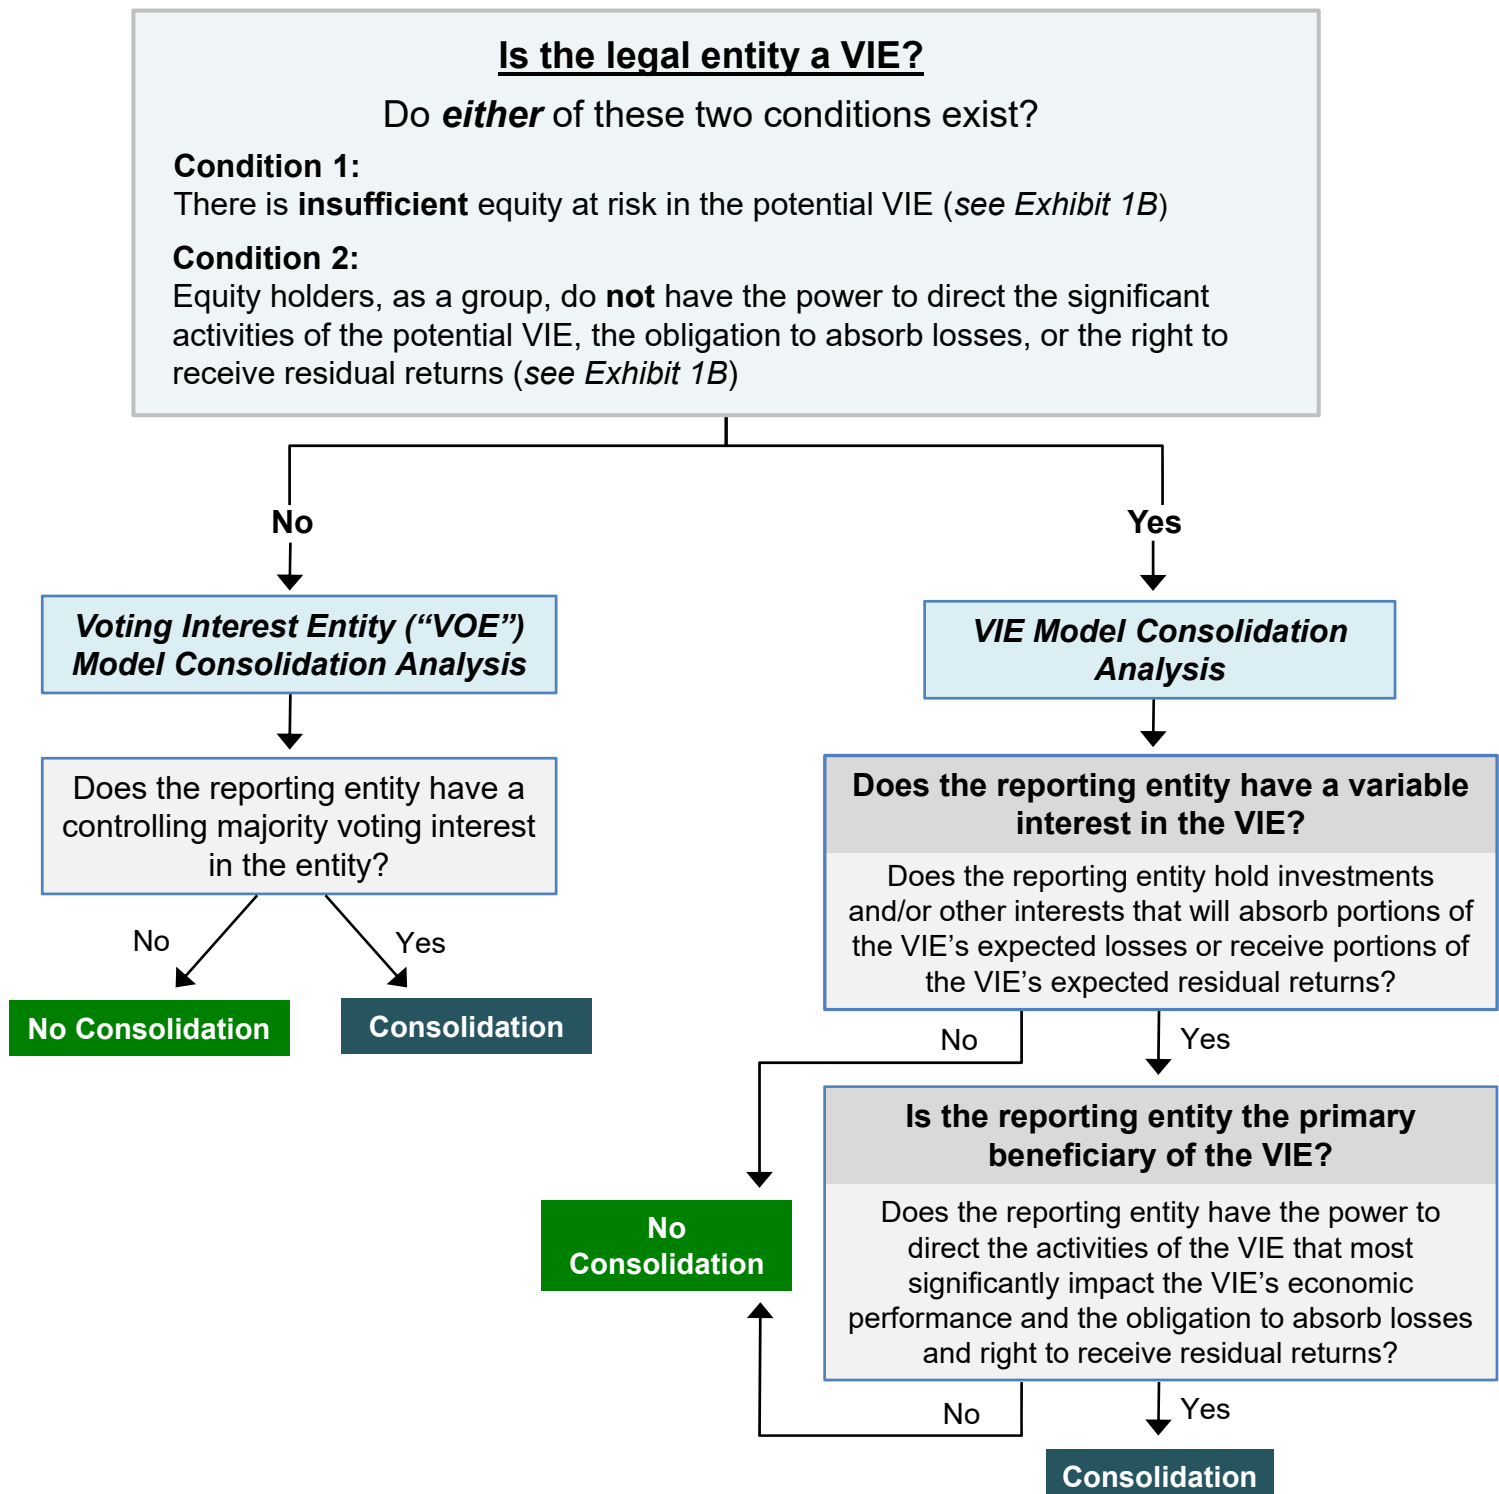 Is the legal entity a VIE?
Do either of these two conditions exist?
Condition 1:
There is insufficient equity at risk in the potential VIE (see Exhibit 1B)
Condition 2:
Equity holders, as a group, do not have the power to direct the significant
activities of the potential VIE, the obligation to absorb losses, or the right to
receive residual returns (see Exhibit 1B)
No
Yes
Voting Interest Entity (“VOE”)
Model Consolidation Analysis
VIE Model Consolidation
Analysis
Does the reporting entity have a
controlling majority voting interest
in the entity?
No
Yes
No Consolidation
Consolidation
Does the reporting entity have a variable
interest in the VIE?
Does the reporting entity hold investments
and/or other interests that will absorb portions of
the VIE’s expected losses or receive portions of
the VIE’s expected residual returns?
No
Yes
Is the reporting entity the primary
beneficiary of the VIE?
Does the reporting entity have the power to
direct the activities of the VIE that most
significantly impact the VIE’s economic
performance and the obligation to absorb losses
and right to receive residual returns?
No
Consolidation
No
Yes
Consolidation